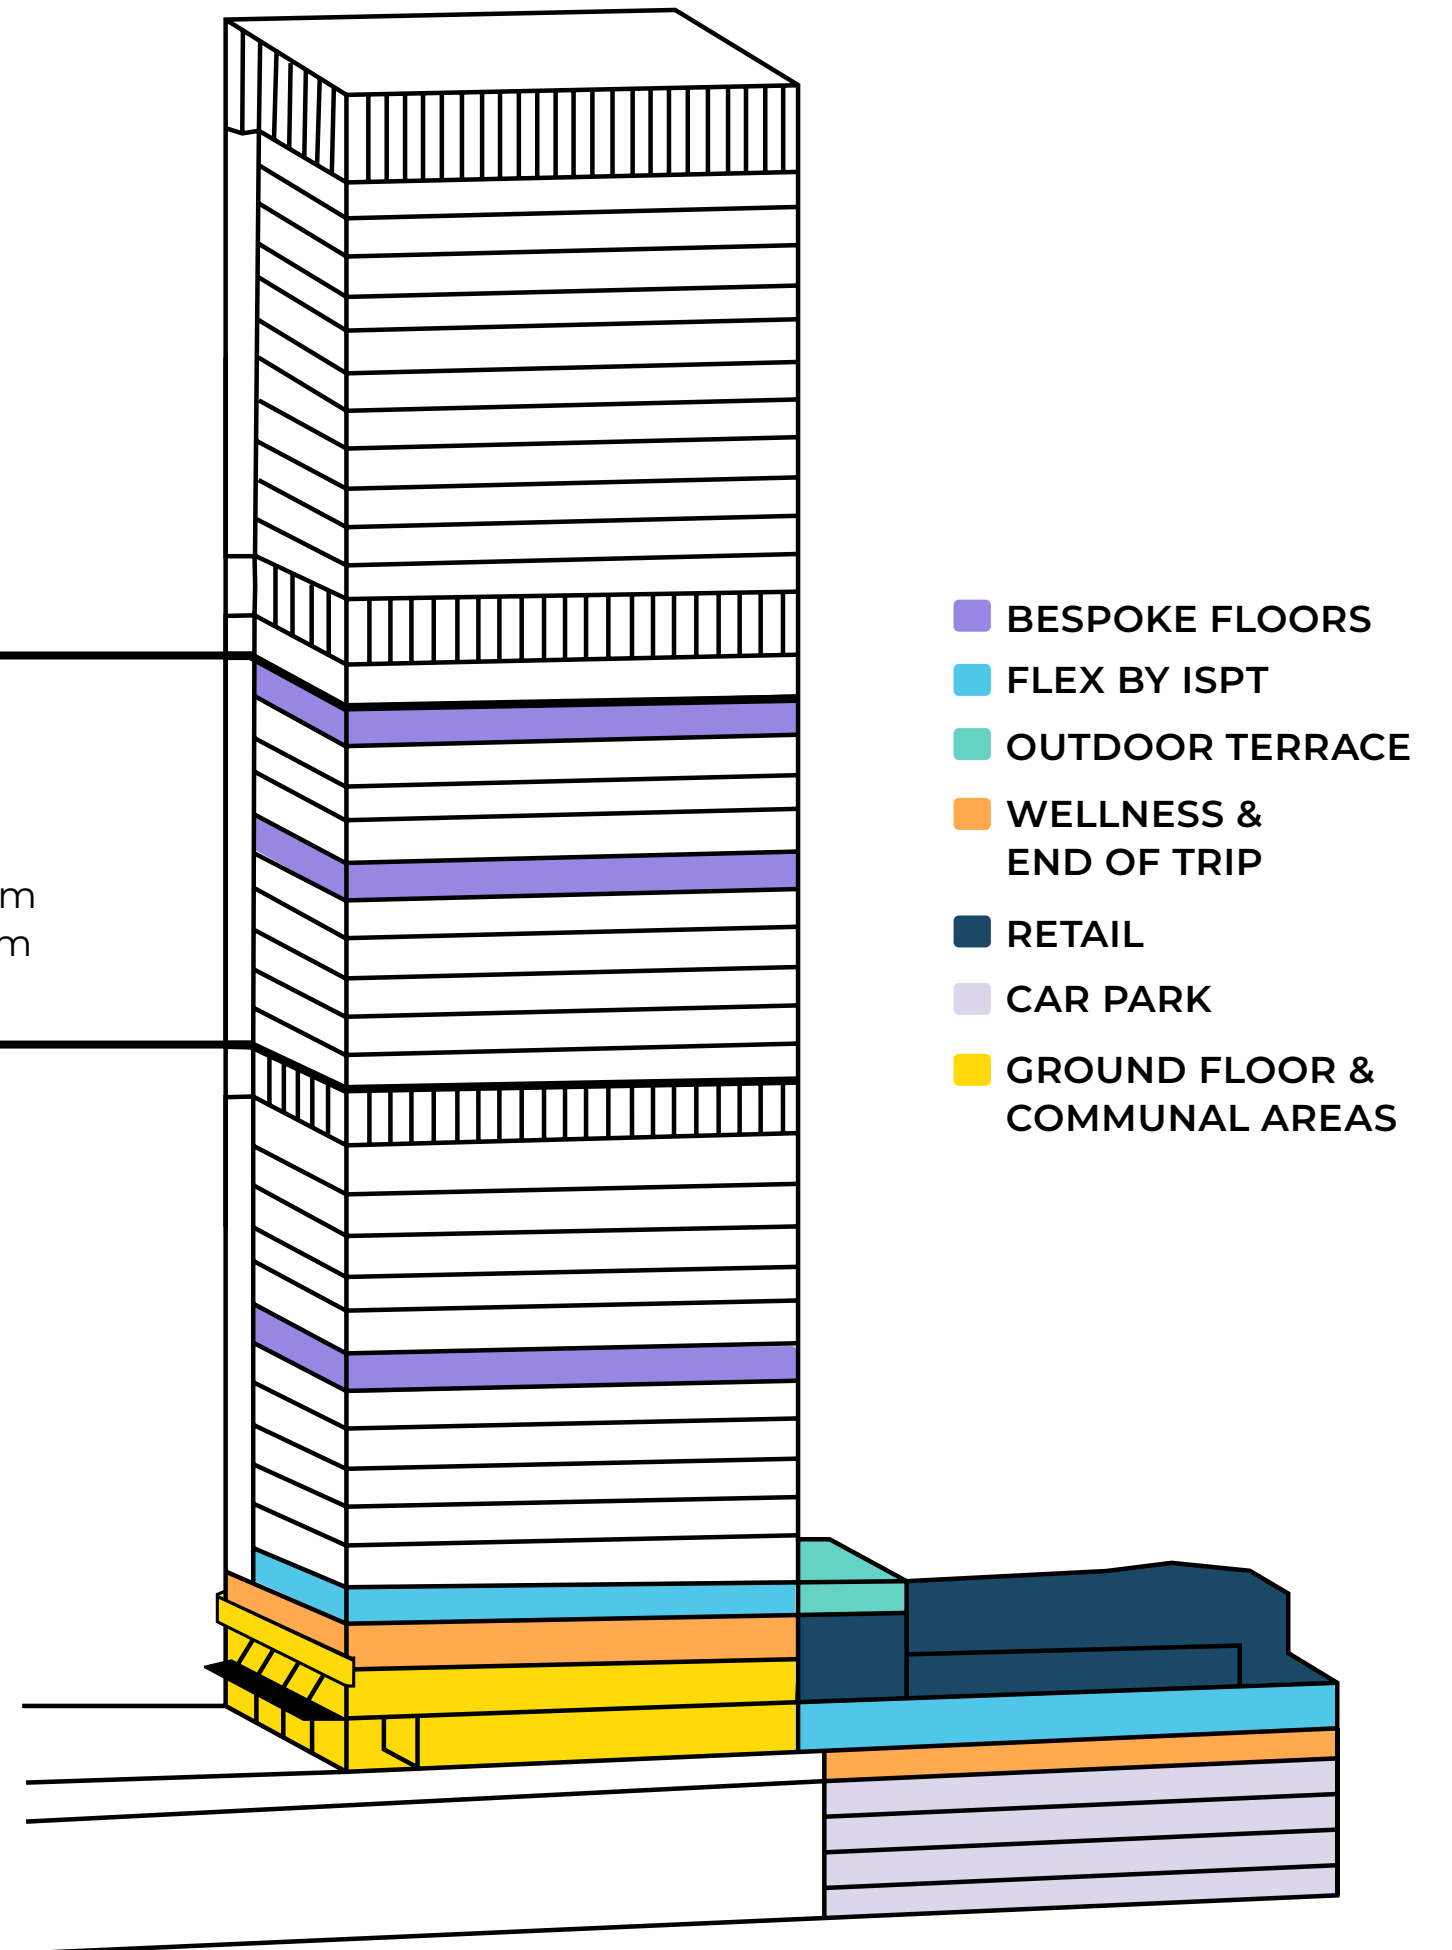 BESPOKE FLOORS
FLEX BY ISPT
OUTDOOR TERRACE
WELLNESS &
END OF TRIP
m
m
RETAIL
CAR PARK
GROUND FLOOR &
COMMUNAL AREAS